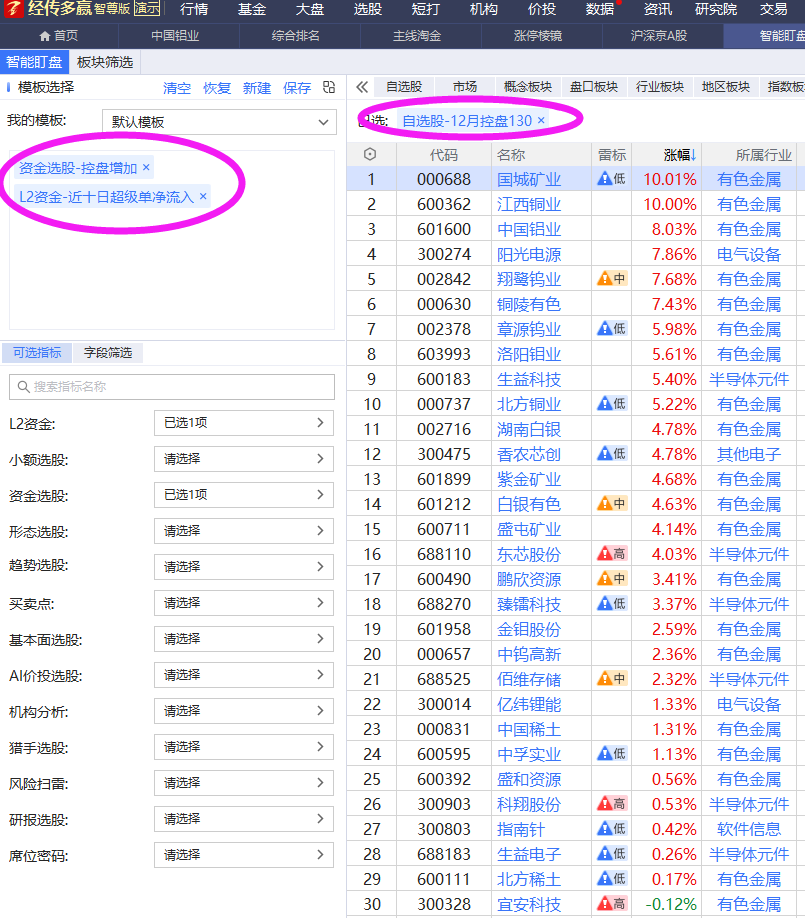 经传多赢 智尊版 演示 行情 基金 大盘 选股 短打 机构 价投 数据 资讯 研究院 交易
首页 中国铝业 综合排名 主线淘金 涨停棱镜 沪深京A股 智能盯盘
智能盯盘 板块筛选
模板选择 清空 恢复 新建 保存
我的模板: 默认模板
资金选股-控盘增加 ×
L2资金-近十日超级单净流入 ×
可选指标 字段筛选
搜索指标名称
L2资金: 已选1项
小额选股: 请选择
资金选股: 已选1项
形态选股: 请选择
趋势选股: 请选择
买卖点: 请选择
基本面选股: 请选择
AI价投选股: 请选择
机构分析: 请选择
猎手选股: 请选择
风险扫雷: 请选择
研报选股: 请选择
席位密码: 请选择
自选股 市场 概念板块 盘口板块 行业板块 地区板块 指数板
已选: 自选股-12月控盘130 ×
代码 名称 雷标 涨幅↓ 所属行业
1 000688 国城矿业 低 10.01% 有色金属
2 600362 江西铜业 10.00% 有色金属
3 601600 中国铝业 8.03% 有色金属
4 300274 阳光电源 7.86% 电气设备
5 002842 翔鹭钨业 中 7.68% 有色金属
6 000630 铜陵有色 7.43% 有色金属
7 002378 章源钨业 低 5.98% 有色金属
8 603993 洛阳钼业 5.61% 有色金属
9 600183 生益科技 5.40% 半导体元件
10 000737 北方铜业 低 5.22% 有色金属
11 002716 湖南白银 4.78% 有色金属
12 300475 香农芯创 低 4.78% 其他电子
13 601899 紫金矿业 4.68% 有色金属
14 601212 白银有色 中 4.63% 有色金属
15 600711 盛屯矿业 4.14% 有色金属
16 688110 东芯股份 高 4.03% 半导体元件
17 600490 鹏欣资源 中 3.41% 有色金属
18 688270 臻镭科技 低 3.37% 半导体元件
19 601958 金钼股份 2.59% 有色金属
20 000657 中钨高新 2.36% 有色金属
21 688525 佰维存储 中 2.32% 半导体元件
22 300014 亿纬锂能 1.33% 电气设备
23 000831 中国稀土 1.31% 有色金属
24 600595 中孚实业 低 1.13% 有色金属
25 600392 盛和资源 0.56% 有色金属
26 300903 科翔股份 高 0.53% 半导体元件
27 300803 指南针 低 0.42% 软件信息
28 688183 生益电子 低 0.26% 半导体元件
29 600111 北方稀土 低 0.17% 有色金属
30 300328 宜安科技 高 -0.12% 有色金属